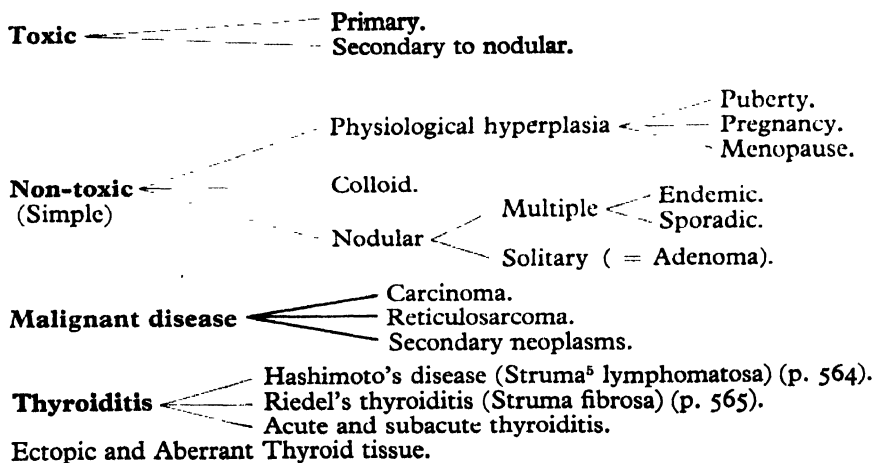 Primary.
Toxic
Secondary to nodular.
Puberty.
Physiological hyperplasia
Pregnancy.
Menopause.
Non-toxic
Colloid.
(Simple)
Endemic.
Multiple
Sporadic.
Nodular
Solitary ( = Adenoma).
Carcinoma.
Malignant disease
Reticulosarcoma.
Secondary neoplasms.
Hashimoto's disease (Struma⁵ lymphomatosa) (p. 564).
Thyroiditis
Riedel's thyroiditis (Struma fibrosa) (p. 565).
Acute and subacute thyroiditis.
Ectopic and Aberrant Thyroid tissue.